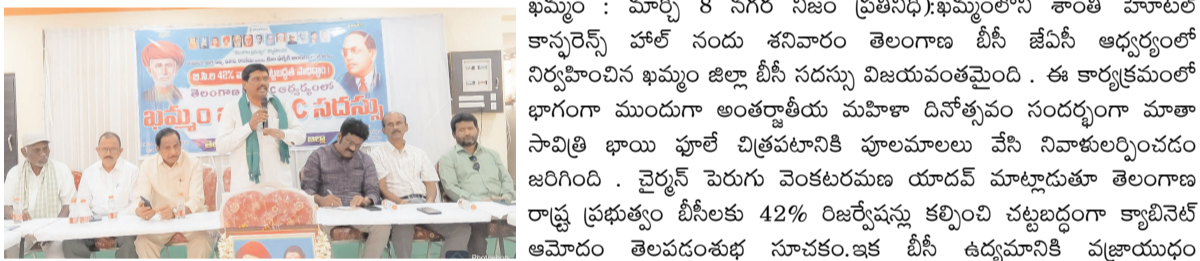 బి.సి.ల 42%
తెలంగాణ
ఖమ్మం
C సదస్సు
ఖమ్మం : మార్చి 8 నగర నిజం ప్రతినిధి):ఖమ్మంలోని శాంతి హూటల్
కాన్ఫరెన్స్ హాల్ నందు శనివారం తెలంగాణ బీసీ జేఏసీ ఆధ్వర్యంలో
నిర్వహించిన ఖమ్మం జిల్లా బీసీ సదస్సు విజయవంతమైంది . ఈ కార్యక్రమంలో
భాగంగా ముందుగా అంతర్జాతీయ మహిళా దినోత్సవం సందర్భంగా మాతా
సావిత్రి భాయి ఫూలే చిత్రపటానికి పూలమాలలు వేసి నివాళులర్పించడం
జరిగింది . చైర్మన్ పెరుగు వెంకటరమణ యాదవ్ మాట్లాడుతూ తెలంగాణ
రాష్ట్ర ప్రభుత్వం బీసీలకు 42% రిజర్వేషన్లు కల్పించి చట్టబద్ధంగా క్యాబినెట్
ఆమోదం తెలపడంశుభ సూచకం.ఇక బీసీ ఉద్యమానికి వజ్రాయుధం